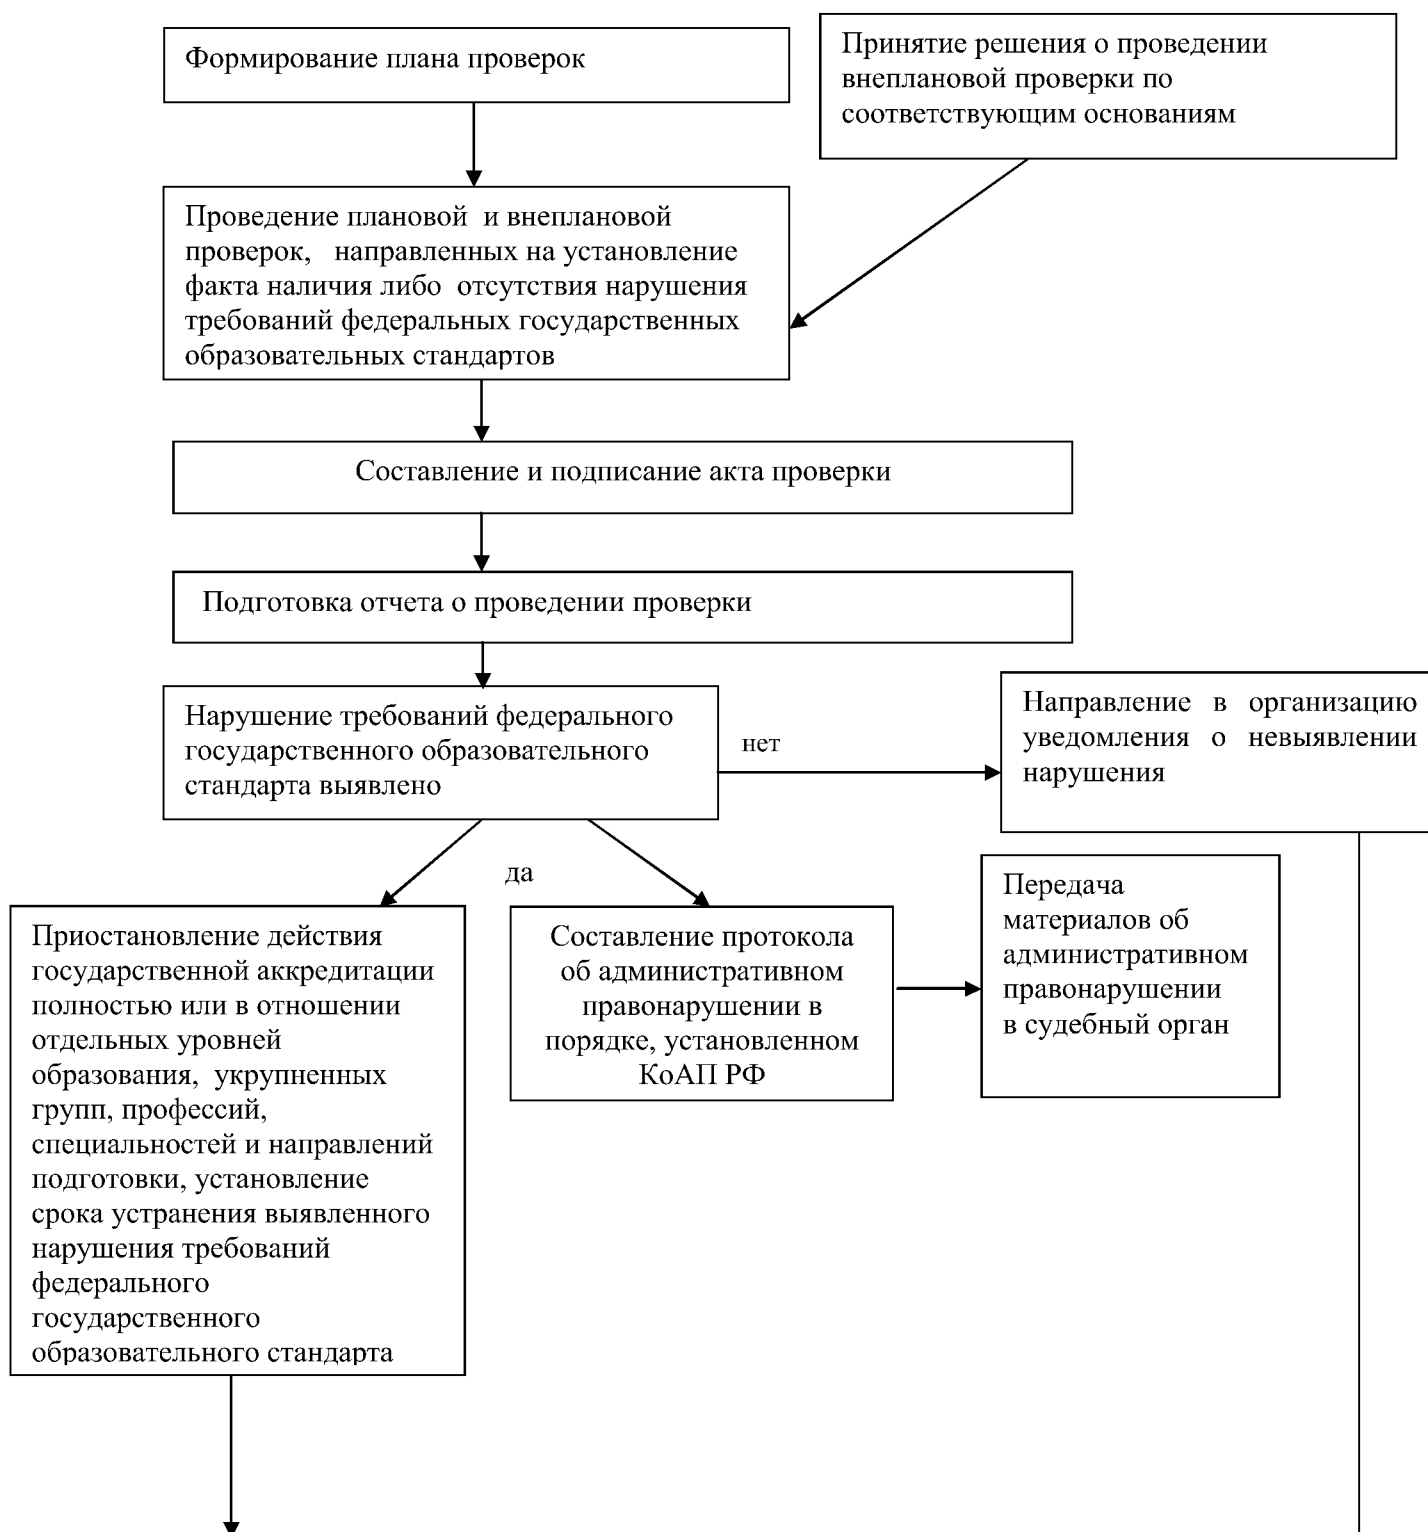 Формирование плана проверок
Принятие решения о проведении
внеплановой проверки по
соответствующим основаниям
Проведение плановой и внеплановой
проверок, направленных на установление
факта наличия либо отсутствия нарушения
требований федеральных государственных
образовательных стандартов
Составление и подписание акта проверки
Подготовка отчета о проведении проверки
Нарушение требований федерального
государственного образовательного
стандарта выявлено
нет
Направление в организацию
уведомления о невыявлении
нарушения
да
Приостановление действия
государственной аккредитации
полностью или в отношении
отдельных уровней
образования, укрупненных
групп, профессий,
специальностей и направлений
подготовки, установление
срока устранения выявленного
нарушения требований
федерального
государственного
образовательного стандарта
Составление протокола
об административном
правонарушении в
порядке, установленном
КоАП РФ
Передача
материалов об
административном
правонарушении
в судебный орган